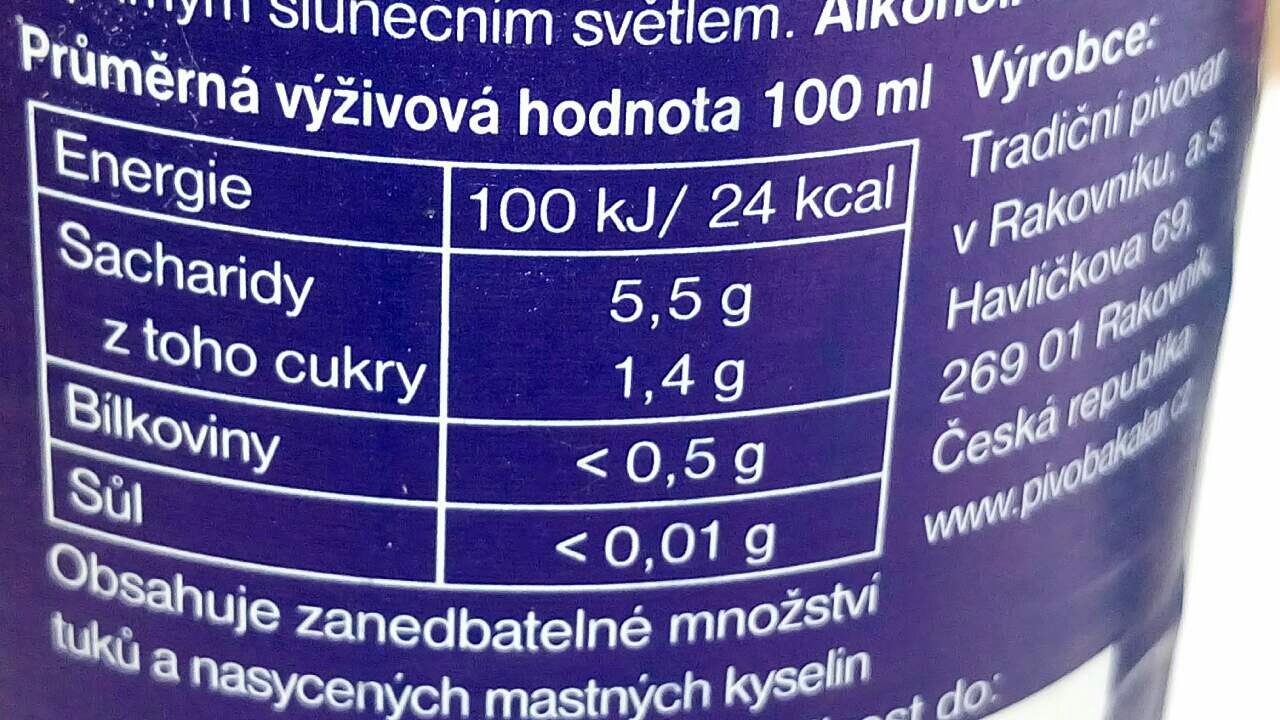 slunečním světlem.
Průměrná výživová hodnota 100 ml
Energie 100 kJ/ 24 kcal
Sacharidy 5,5 g
z toho cukry 1,4 g
Bílkoviny < 0,5 g
Sůl < 0,01 g
Obsahuje zanedbatelné množství
tuků a nasycených mastných kyselin
do:
Výrobce:
Tradiční pivovar
v Rakovníku, a.s.
Havlíčkova 69,
269 01 Rakovník
Česká republika
www.pivobakalar.cz